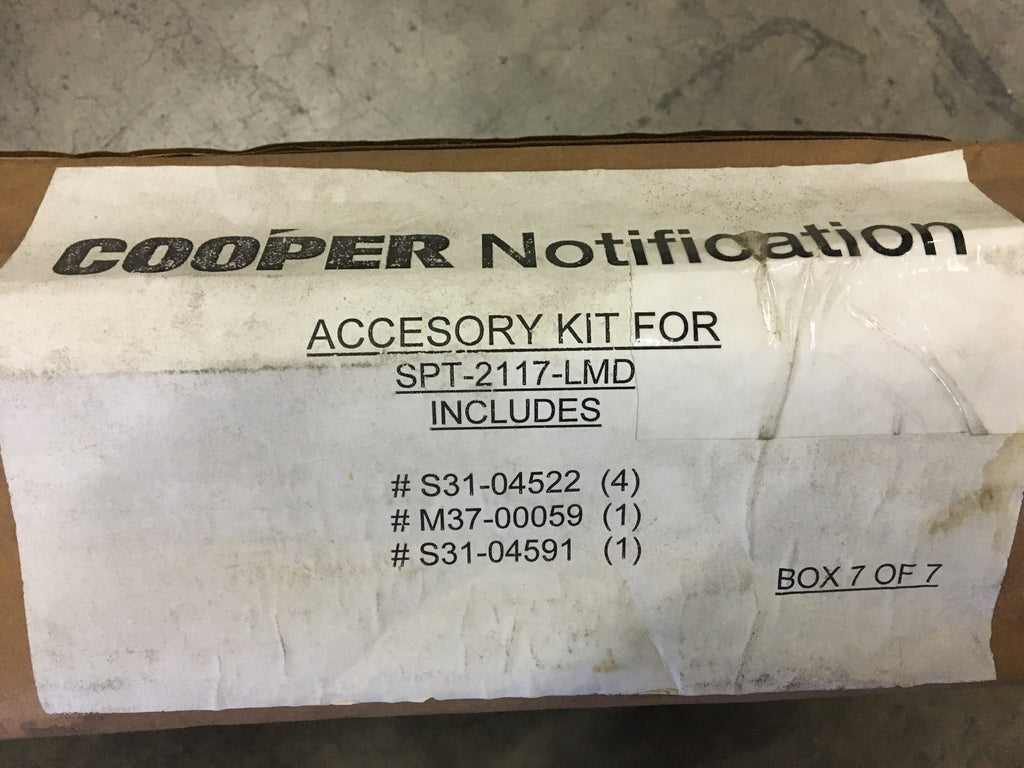 COOPER Notification
ACCESORY KIT FOR
SPT-2117-LMD
INCLUDES
# S31-04522 (4)
# M37-00059 (1)
# S31-04591 (1)
BOX 7 OF 7